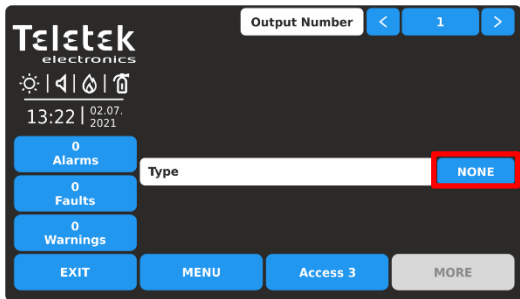 Output Number < 1 >
Teletek
electronics
13:22 02.07.
2021
0
Alarms
Type NONE
0
Faults
0
Warnings
EXIT MENU Access 3 MORE